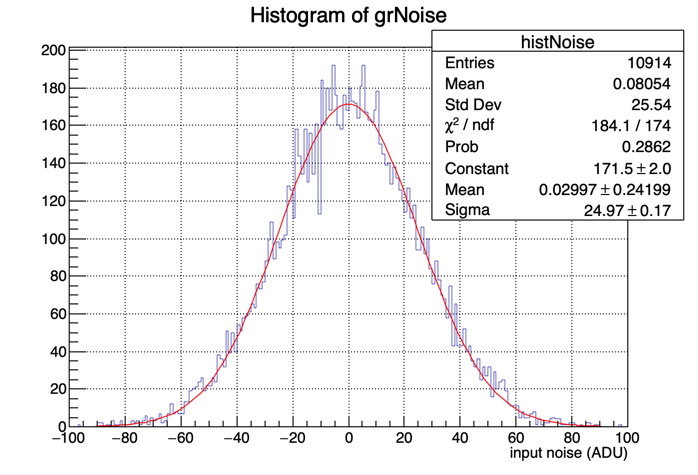 Histogram of grNoise
histNoise
Entries 10914
Mean 0.08054
Std Dev 25.54
χ² / ndf 184.1 / 174
Prob 0.2862
Constant 171.5 ± 2.0
Mean 0.02997 ± 0.24199
Sigma 24.97 ± 0.17
200
180
160
140
120
100
80
60
40
20
0
−100 −80 −60 −40 −20 0 20 40 60 80 100
input noise (ADU)